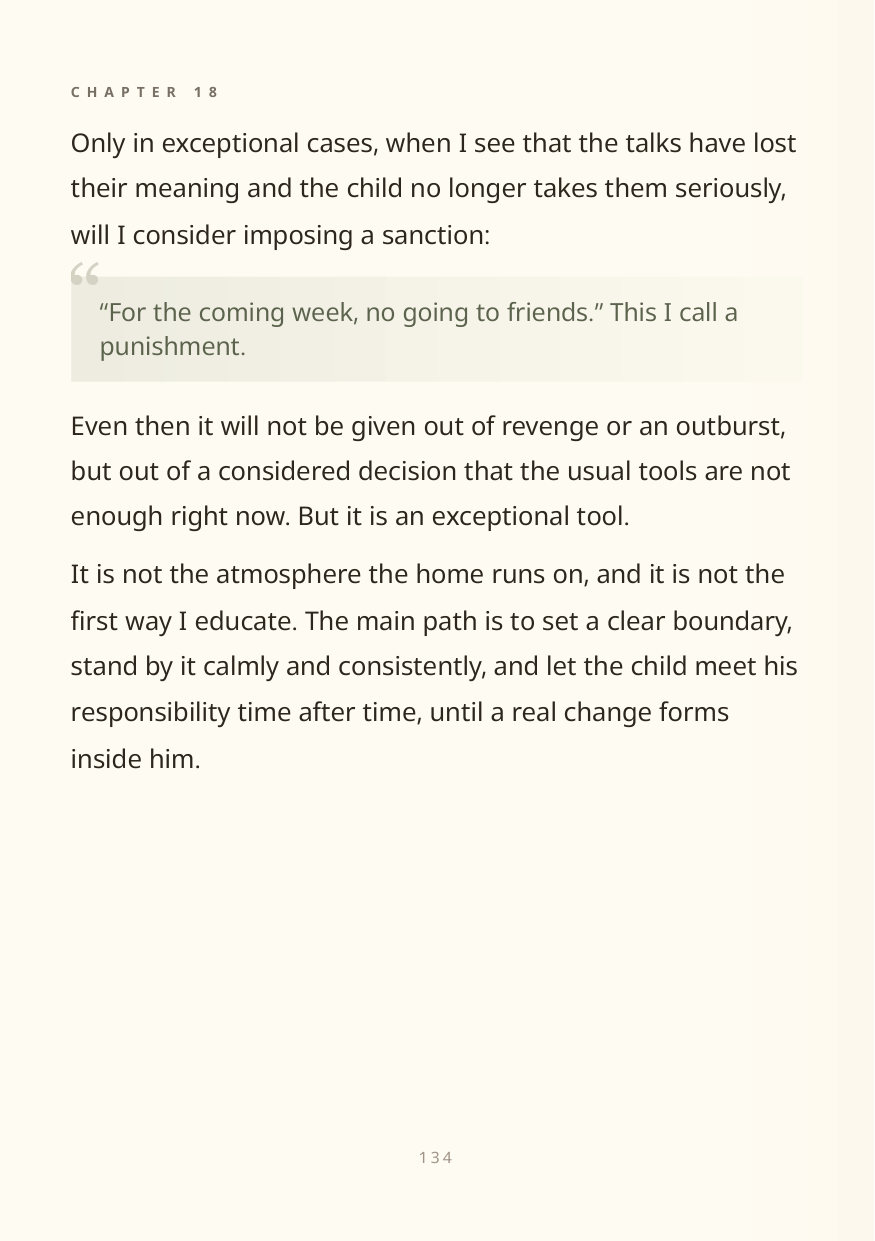 CHAPTER 18
Only in exceptional cases, when I see that the talks have lost
their meaning and the child no longer takes them seriously,
will I consider imposing a sanction:
“
“For the coming week, no going to friends.” This I call a
punishment.
Even then it will not be given out of revenge or an outburst,
but out of a considered decision that the usual tools are not
enough right now. But it is an exceptional tool.
It is not the atmosphere the home runs on, and it is not the
first way I educate. The main path is to set a clear boundary,
stand by it calmly and consistently, and let the child meet his
responsibility time after time, until a real change forms
inside him.
134